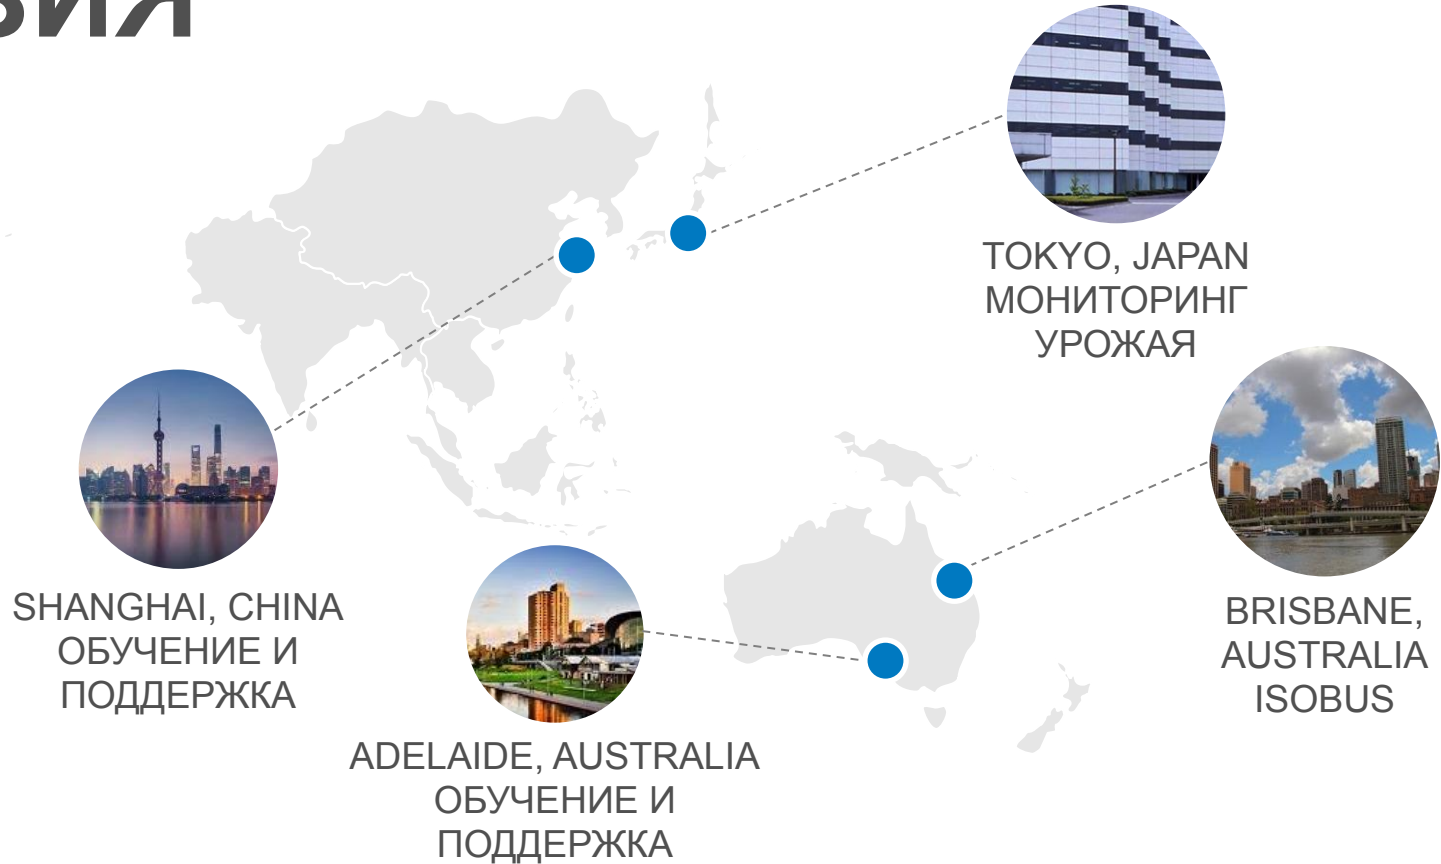 TOKYO, JAPAN
МОНИТОРИНГ
УРОЖАЯ
SHANGHAI, CHINA
ОБУЧЕНИЕ И
ПОДДЕРЖКА
BRISBANE,
AUSTRALIA
ISOBUS
ADELAIDE, AUSTRALIA
ОБУЧЕНИЕ И
ПОДДЕРЖКА